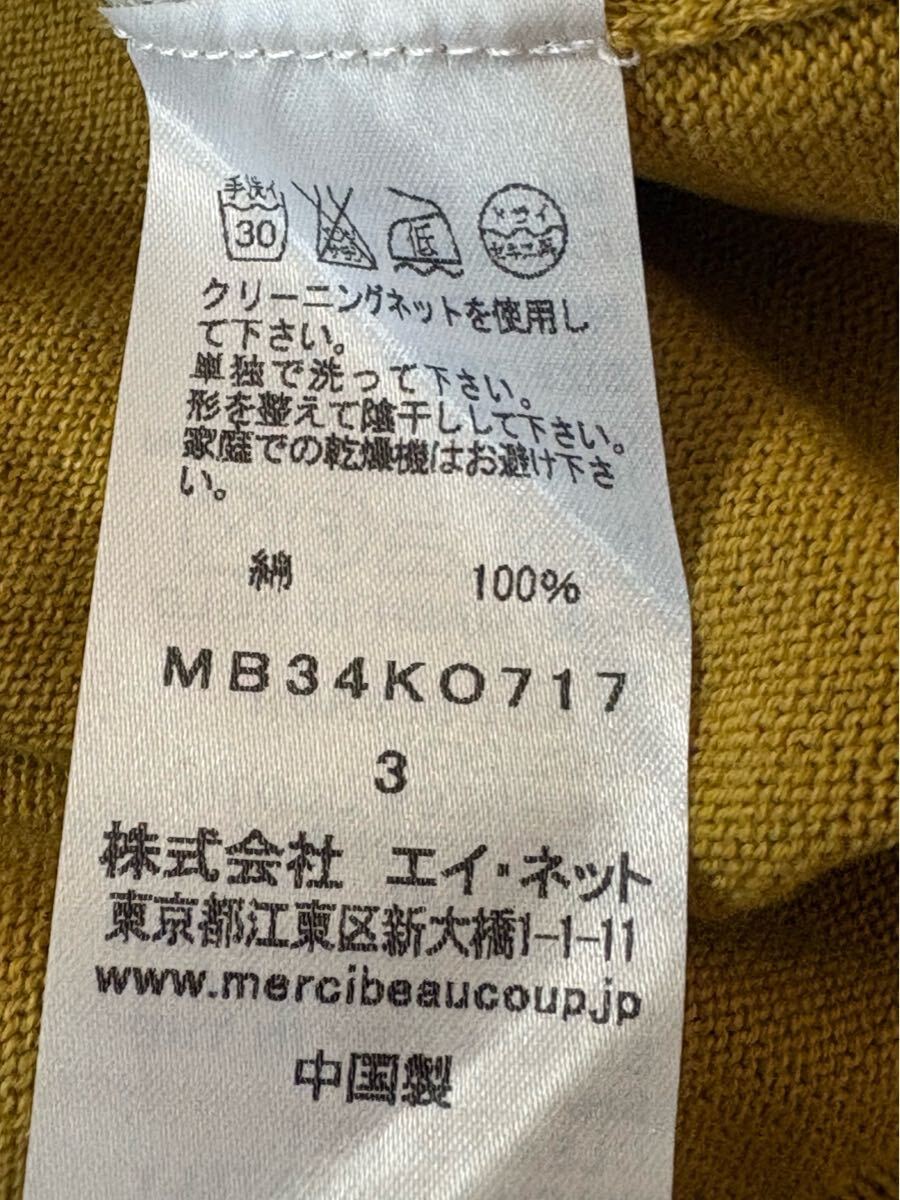 手洗イ
30
低
ドライ
セキユ系
クリーニングネットを使用し
て下さい。
単独で洗って下さい。
形を整えて陰干しして下さい。
家庭での乾燥機はお避け下さ
い。
綿 100%
MB34KO717
3
株式会社 エイ・ネット
東京都江東区新大橋1-1-11
www.mercibeaucoup.jp
中国製